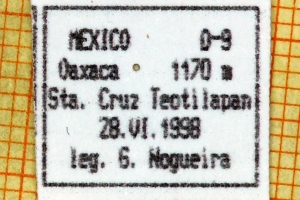 MEXICO D-9
Oaxaca 1170 m
Sta. Cruz Teotilapan
28.VI.1998
leg. G. Nogueira